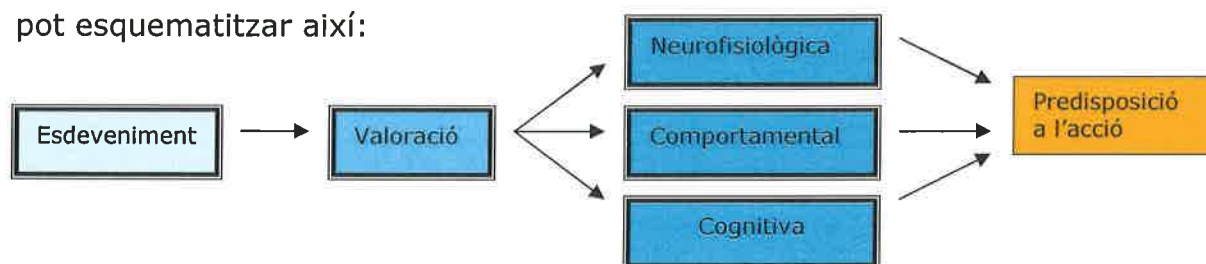 pot esquematitzar així:
Esdeveniment
Valoració
Neurofisiològica
Comportamental
Cognitiva
Predisposició
a l'acció